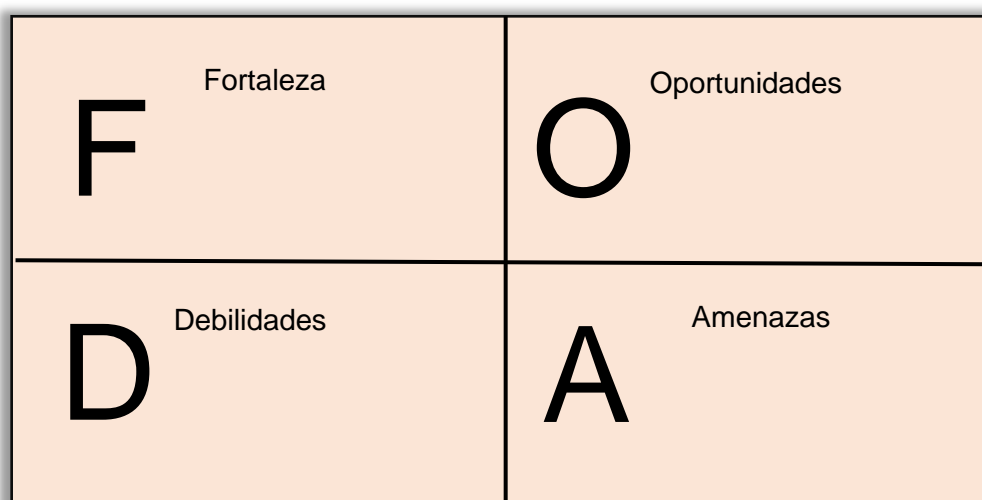 Fortaleza
F
Oportunidades
O
Debilidades
D
Amenazas
A